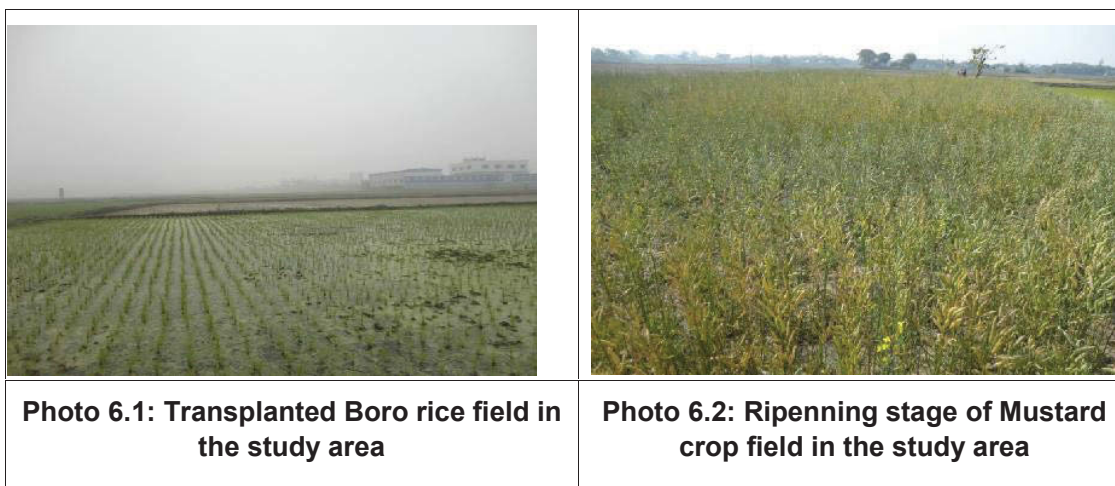 Photo 6.1: Transplanted Boro rice field in
the study area
Photo 6.2: Ripenning stage of Mustard
crop field in the study area